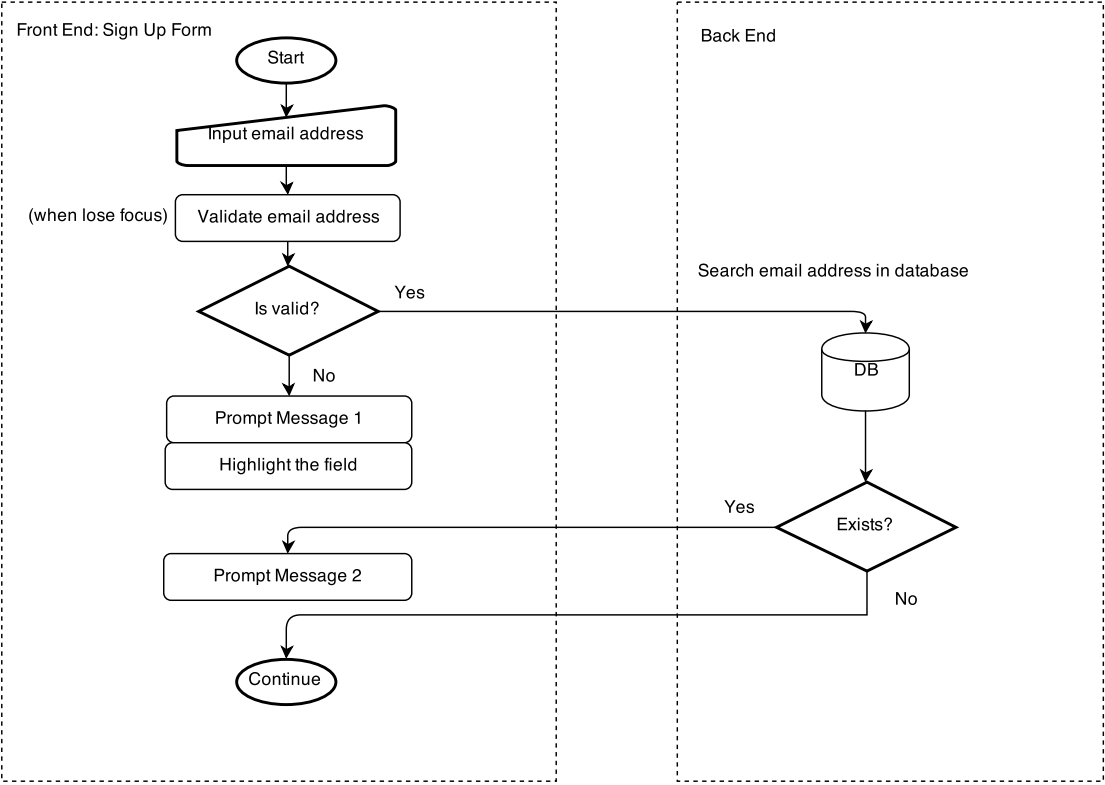 Front End: Sign Up Form
Back End
Start
Input email address
(when lose focus)
Validate email address
Is valid?
Yes
Search email address in database
DB
No
Prompt Message 1
Highlight the field
Yes
Exists?
Prompt Message 2
No
Continue